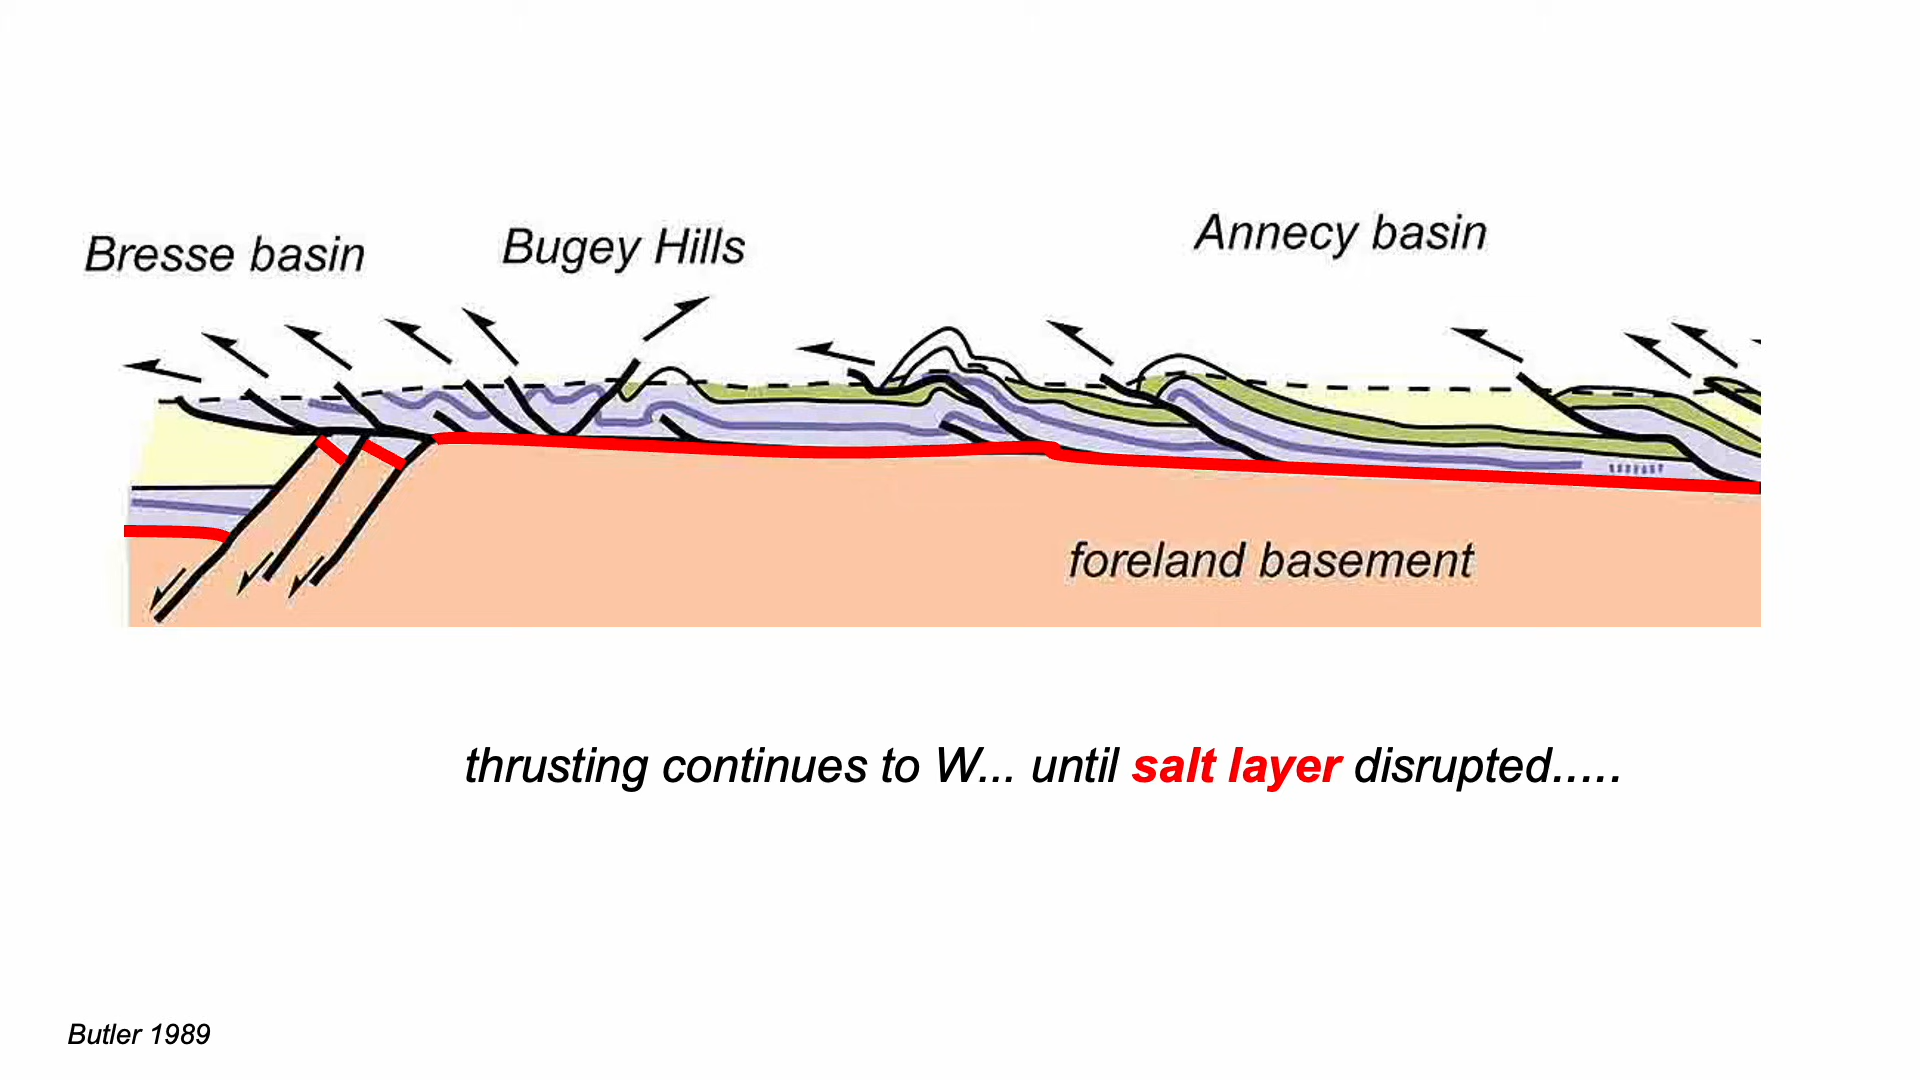 Bresse basin
Bugey Hills
Annecy basin
foreland basement
thrusting continues to W... until salt layer disrupted.....
Butler 1989